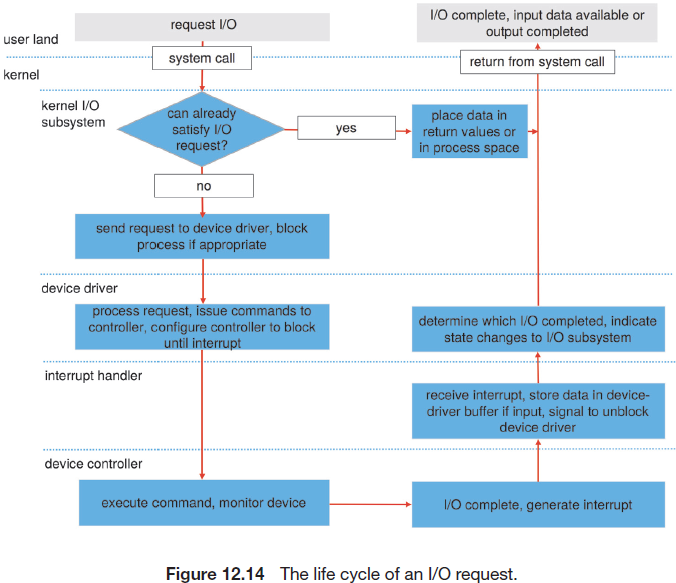 request I/O
I/O complete, input data available or
output completed
user land
system call
return from system call
kernel
kernel I/O
subsystem
can already
satisfy I/O
request?
yes
place data in
return values or
in process space
no
send request to device driver, block
process if appropriate
device driver
process request, issue commands to
controller, configure controller to block
until interrupt
determine which I/O completed, indicate
state changes to I/O subsystem
interrupt handler
receive interrupt, store data in device-
driver buffer if input, signal to unblock
device driver
device controller
execute command, monitor device
I/O complete, generate interrupt
Figure 12.14 The life cycle of an I/O request.